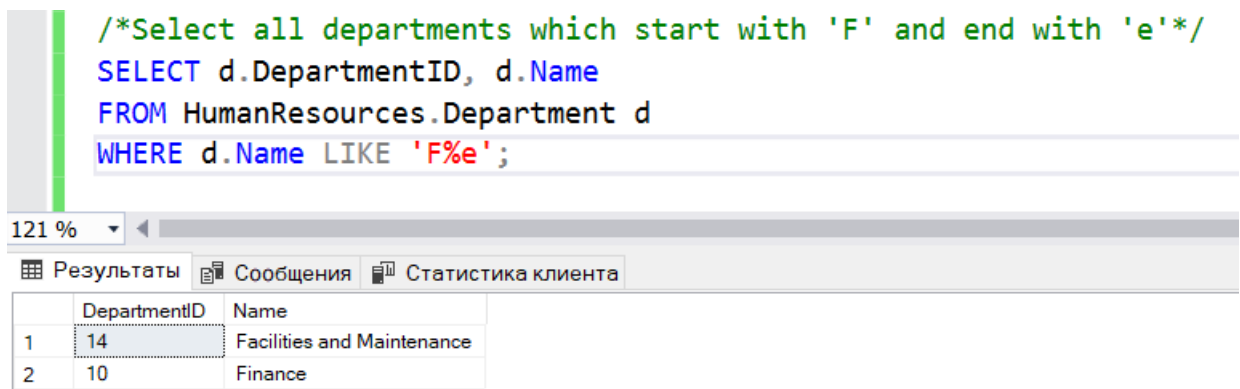 /*Select all departments which start with 'F' and end with 'e'*/
SELECT d.DepartmentID, d.Name
FROM HumanResources.Department d
WHERE d.Name LIKE 'F%e';
121 %
Результаты Сообщения Статистика клиента
DepartmentID Name
1 14 Facilities and Maintenance
2 10 Finance